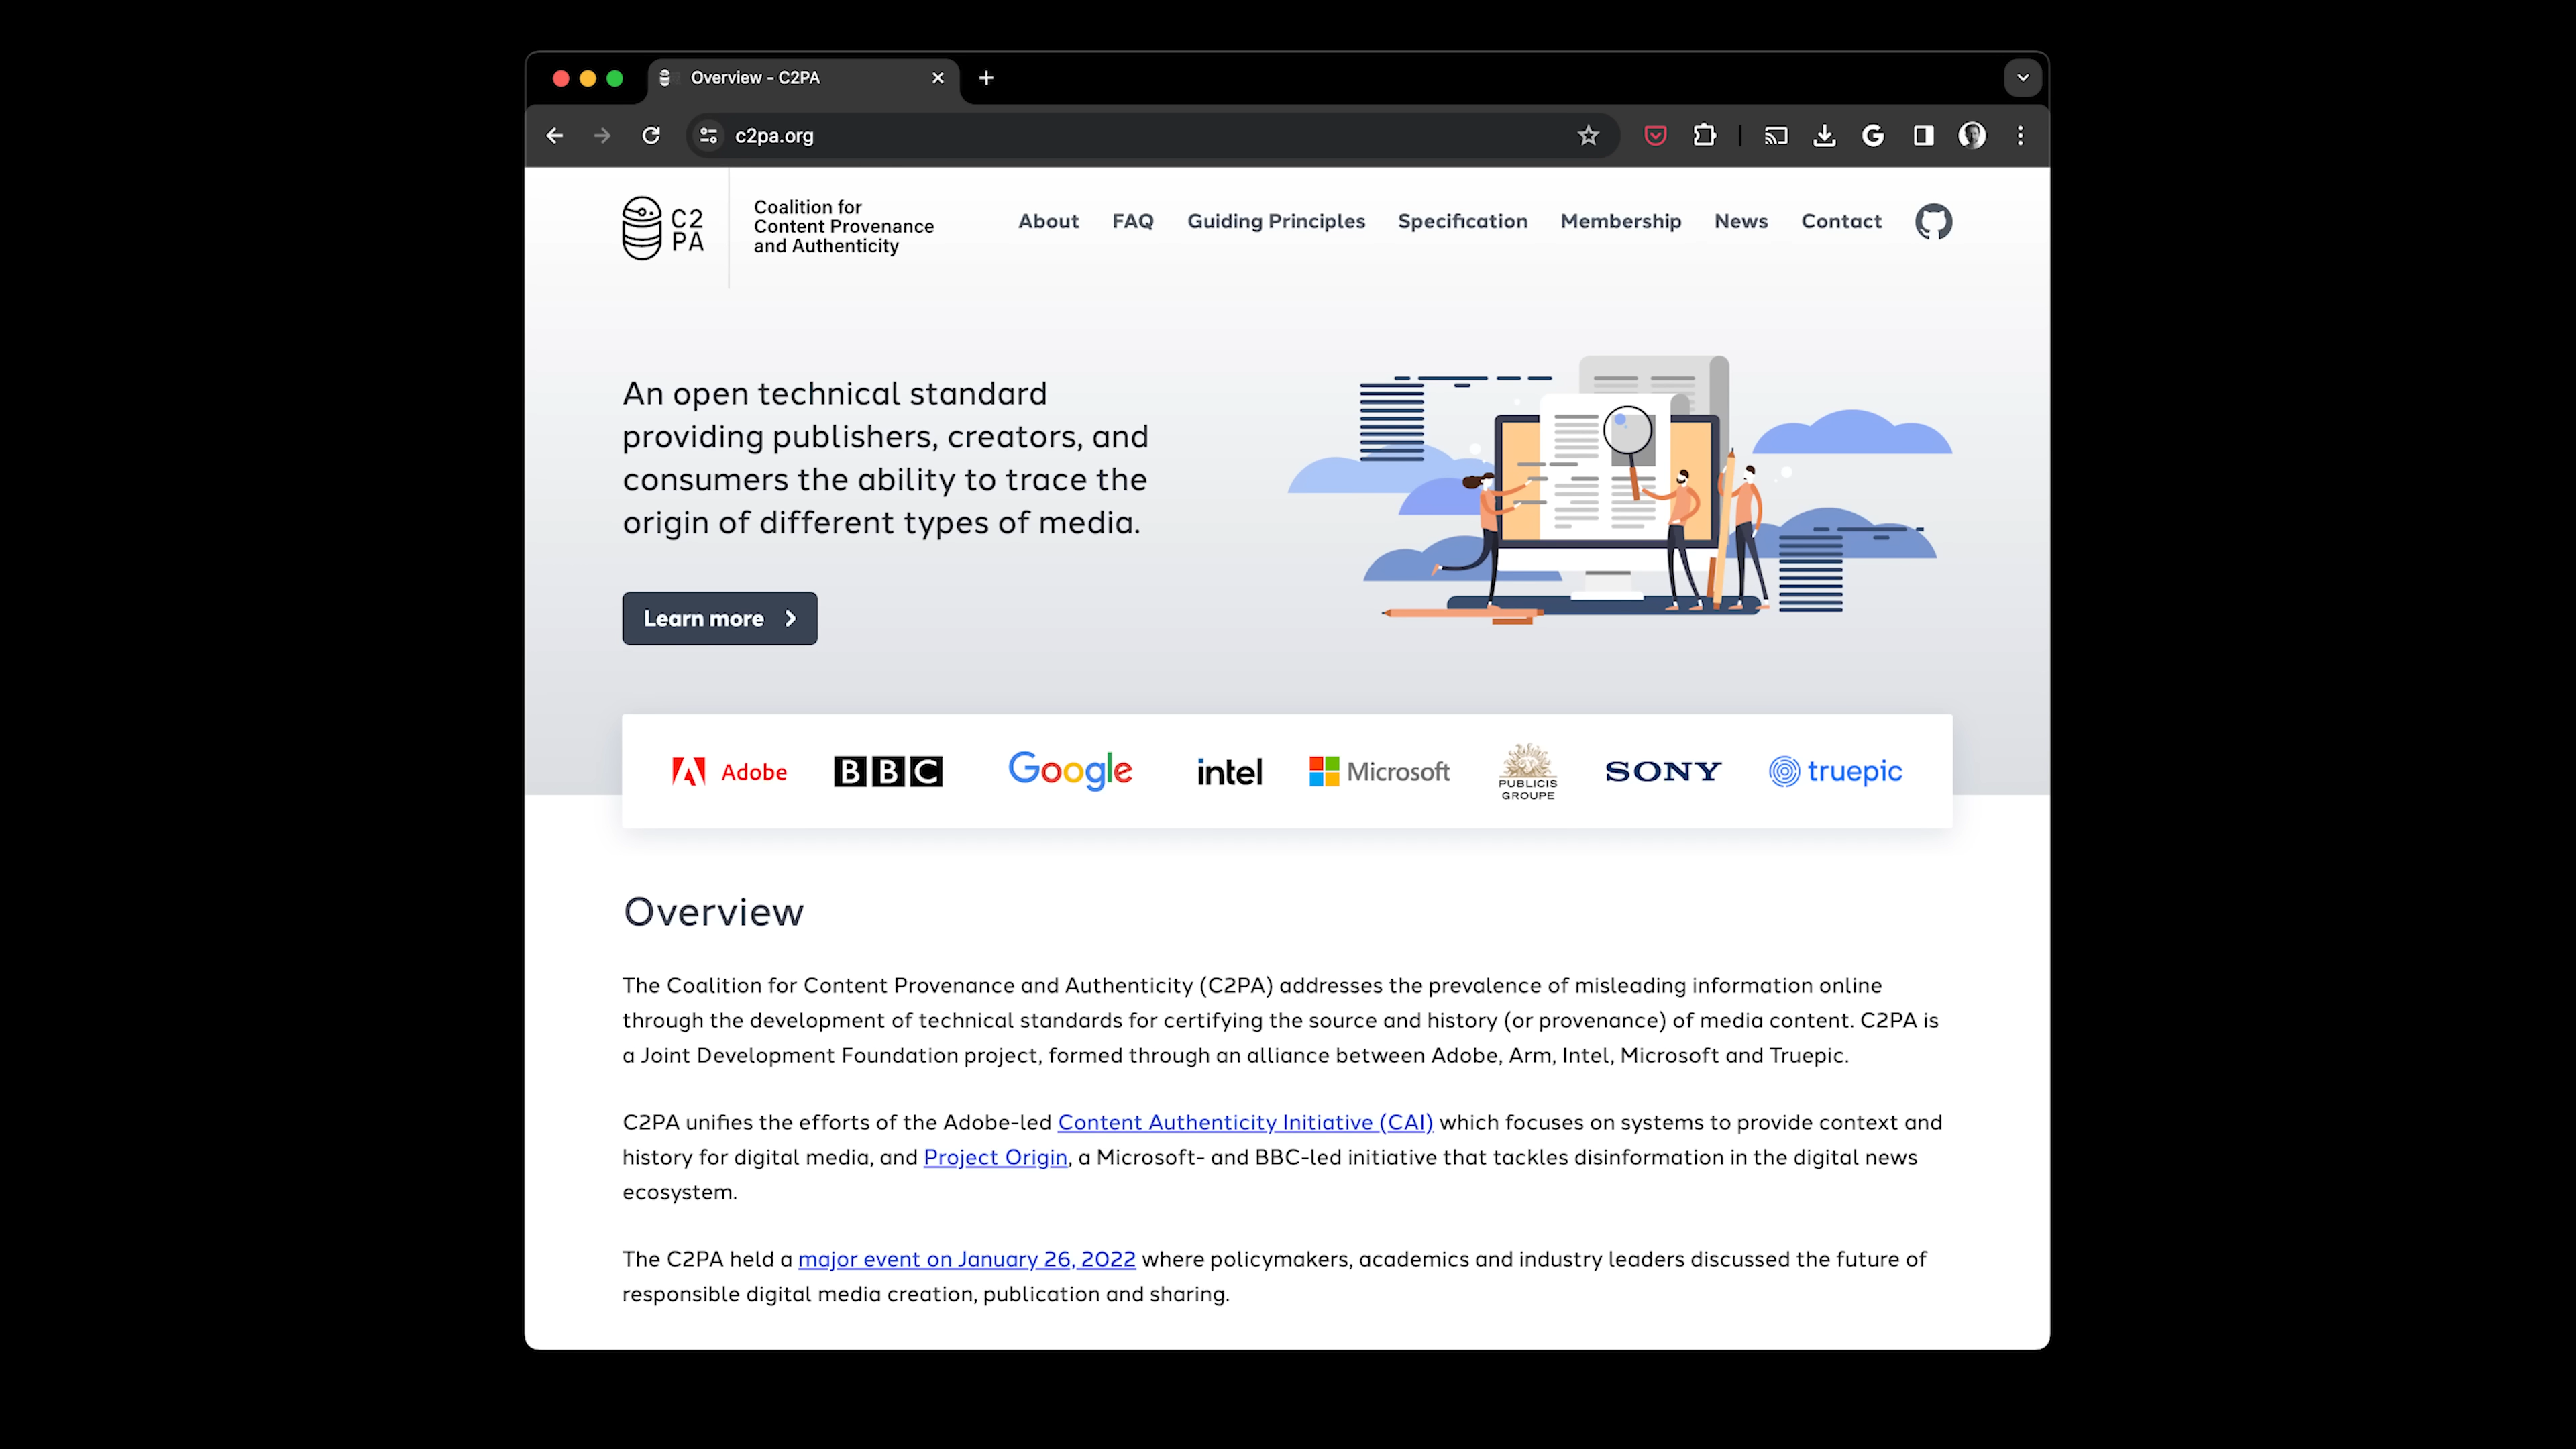 Overview - C2PA
c2pa.org
C2
PA
Coalition for
Content Provenance
and Authenticity
About FAQ Guiding Principles Specification Membership News Contact
An open technical standard
providing publishers, creators, and
consumers the ability to trace the
origin of different types of media.
Learn more
Adobe BBC Google intel Microsoft PUBLICIS GROUPE SONY truepic
Overview
The Coalition for Content Provenance and Authenticity (C2PA) addresses the prevalence of misleading information online
through the development of technical standards for certifying the source and history (or provenance) of media content. C2PA is
a Joint Development Foundation project, formed through an alliance between Adobe, Arm, Intel, Microsoft and Truepic.
C2PA unifies the efforts of the Adobe-led Content Authenticity Initiative (CAI) which focuses on systems to provide context and
history for digital media, and Project Origin, a Microsoft- and BBC-led initiative that tackles disinformation in the digital news
ecosystem.
The C2PA held a major event on January 26, 2022 where policymakers, academics and industry leaders discussed the future of
responsible digital media creation, publication and sharing.